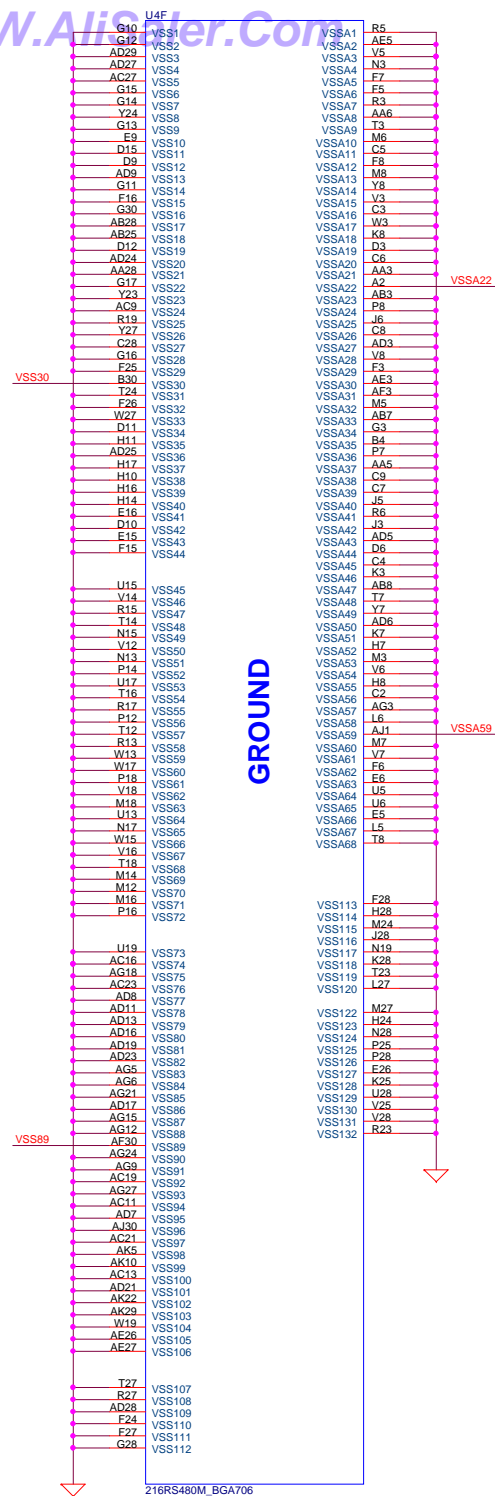 W.AliSaler.Com
U4F
G10 VSS1 VSSA1 R5
G12 VSS2 VSSA2 AE5
AD29 VSS3 VSSA3 V5
AD27 VSS4 VSSA4 N3
AC27 VSS5 VSSA5 F7
G15 VSS6 VSSA6 F5
G14 VSS7 VSSA7 R3
Y24 VSS8 VSSA8 AA6
G13 VSS9 VSSA9 T3
E9 VSS10 VSSA10 M6
D15 VSS11 VSSA11 C5
D9 VSS12 VSSA12 F8
AD9 VSS13 VSSA13 M8
G11 VSS14 VSSA14 Y8
F16 VSS15 VSSA15 V3
G30 VSS16 VSSA16 C3
AB28 VSS17 VSSA17 W3
AB25 VSS18 VSSA18 K8
D12 VSS19 VSSA19 D3
AD24 VSS20 VSSA20 C6
AA28 VSS21 VSSA21 AA3
G17 VSS22 VSSA22 A2 VSSA22
Y23 VSS23 VSSA23 AB3
AC9 VSS24 VSSA24 P8
R19 VSS25 VSSA25 J6
Y27 VSS26 VSSA26 C8
C28 VSS27 VSSA27 AD3
G16 VSS28 VSSA28 V8
F25 VSS29 VSSA29 F3
VSS30 B30 VSS30 VSSA30 AE3
T24 VSS31 VSSA31 AF3
F26 VSS32 VSSA32 M5
W27 VSS33 VSSA33 AB7
D11 VSS34 VSSA34 G3
H11 VSS35 VSSA35 B4
AD25 VSS36 VSSA36 P7
H17 VSS37 VSSA37 AA5
H10 VSS38 VSSA38 C9
H16 VSS39 VSSA39 C7
H14 VSS40 VSSA40 J5
E16 VSS41 VSSA41 R6
D10 VSS42 VSSA42 J3
E15 VSS43 VSSA43 AD5
F15 VSS44 VSSA44 D6
VSSA45 C4
VSSA46 K3
U15 VSS45 VSSA47 AB8
V14 VSS46 VSSA48 T7
R15 VSS47 VSSA49 Y7
T14 VSS48 VSSA50 AD6
N15 VSS49 VSSA51 K7
V12 VSS50 VSSA52 H7
N13 VSS51 VSSA53 M3
P14 VSS52 VSSA54 V6
U17 VSS53 VSSA55 H8
T16 VSS54 VSSA56 C2
R17 VSS55 VSSA57 AG3
P12 VSS56 VSSA58 L6
T12 VSS57 VSSA59 AJ1 VSSA59
R13 VSS58 VSSA60 M7
W13 VSS59 VSSA61 V7
W17 VSS60 VSSA62 F6
P18 VSS61 VSSA63 E6
V18 VSS62 VSSA64 U5
M18 VSS63 VSSA65 U6
U13 VSS64 VSSA66 E5
N17 VSS65 VSSA67 L5
W15 VSS66 VSSA68 T8
V16 VSS67
T18 VSS68
M14 VSS69
M12 VSS70
M16 VSS71 VSS113 F28
P16 VSS72 VSS114 H28
VSS115 M24
VSS116 J28
U19 VSS73 VSS117 N19
AC16 VSS74 VSS118 K28
AG18 VSS75 VSS119 T23
AC23 VSS76 VSS120 L27
AD8 VSS77
AD11 VSS78 VSS122 M27
AD13 VSS79 VSS123 H24
AD16 VSS80 VSS124 N28
AD19 VSS81 VSS125 P25
AD23 VSS82 VSS126 P28
AG5 VSS83 VSS127 E26
AG6 VSS84 VSS128 K25
AG21 VSS85 VSS129 U28
AD17 VSS86 VSS130 V25
AG15 VSS87 VSS131 V28
AG12 VSS88 VSS132 R23
VSS89 AF30 VSS89
AG24 VSS90
AG9 VSS91
AC19 VSS92
AG27 VSS93
AC11 VSS94
AD7 VSS95
AJ30 VSS96
AC21 VSS97
AK5 VSS98
AK10 VSS99
AC13 VSS100
AD21 VSS101
AK22 VSS102
AK29 VSS103
W19 VSS104
AE26 VSS105
AE27 VSS106
T27 VSS107
R27 VSS108
AD28 VSS109
F24 VSS110
F27 VSS111
G28 VSS112
GROUND
216RS480M_BGA706